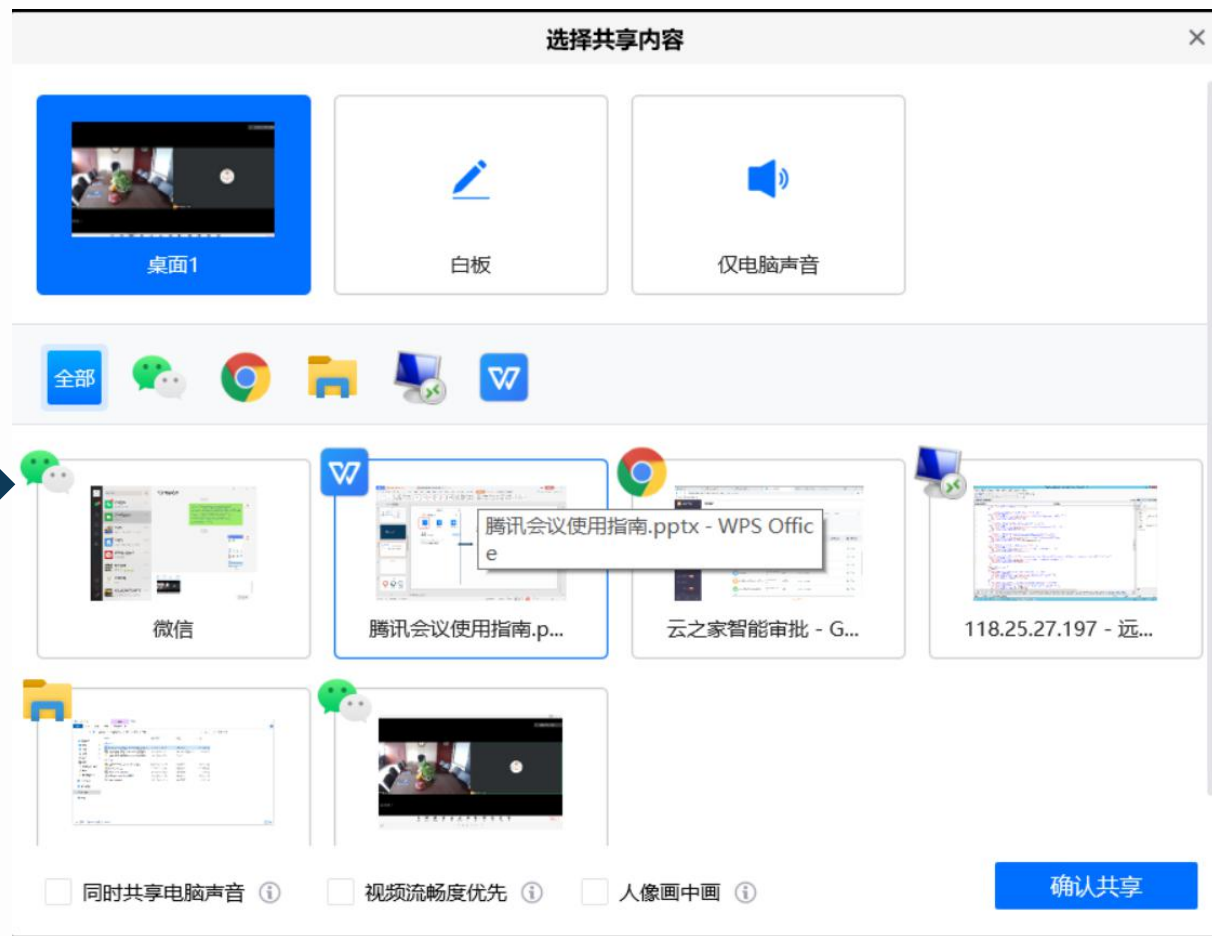 选择共享内容
桌面1
白板
仅电脑声音
全部
腾讯会议使用指南.pptx - WPS Offic
e
微信
腾讯会议使用指南.p...
云之家智能审批 - G...
118.25.27.197 - 远...
同时共享电脑声音
视频流畅度优先
人像画中画
确认共享